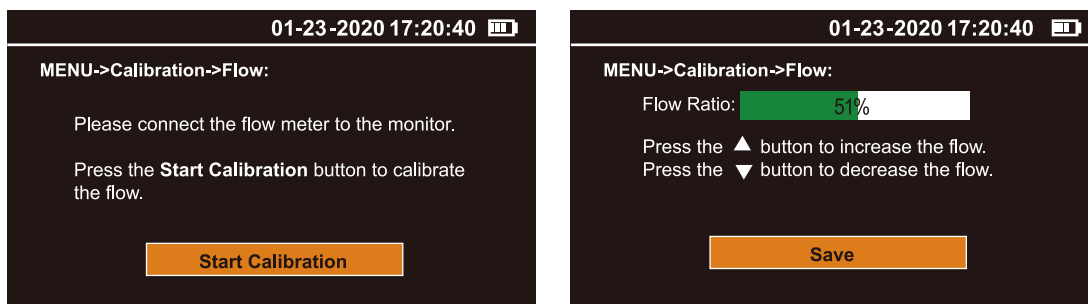 01-23-2020 17:20:40
MENU->Calibration->Flow:
Please connect the flow meter to the monitor.
Press the Start Calibration button to calibrate
the flow.
Start Calibration
01-23-2020 17:20:40
MENU->Calibration->Flow:
Flow Ratio: 51%
Press the ▲ button to increase the flow.
Press the ▼ button to decrease the flow.
Save